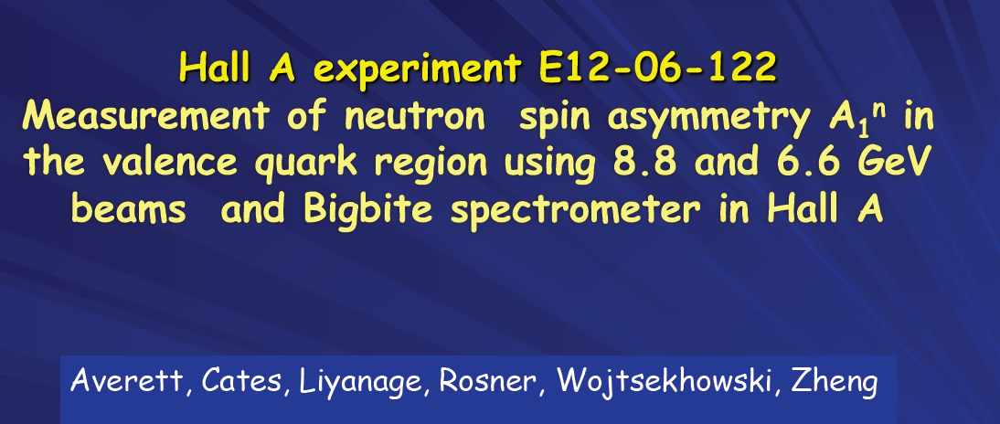 Hall A experiment E12-06-122
Measurement of neutron spin asymmetry A₁ⁿ in
the valence quark region using 8.8 and 6.6 GeV
beams and Bigbite spectrometer in Hall A
Averett, Cates, Liyanage, Rosner, Wojtsekhowski, Zheng